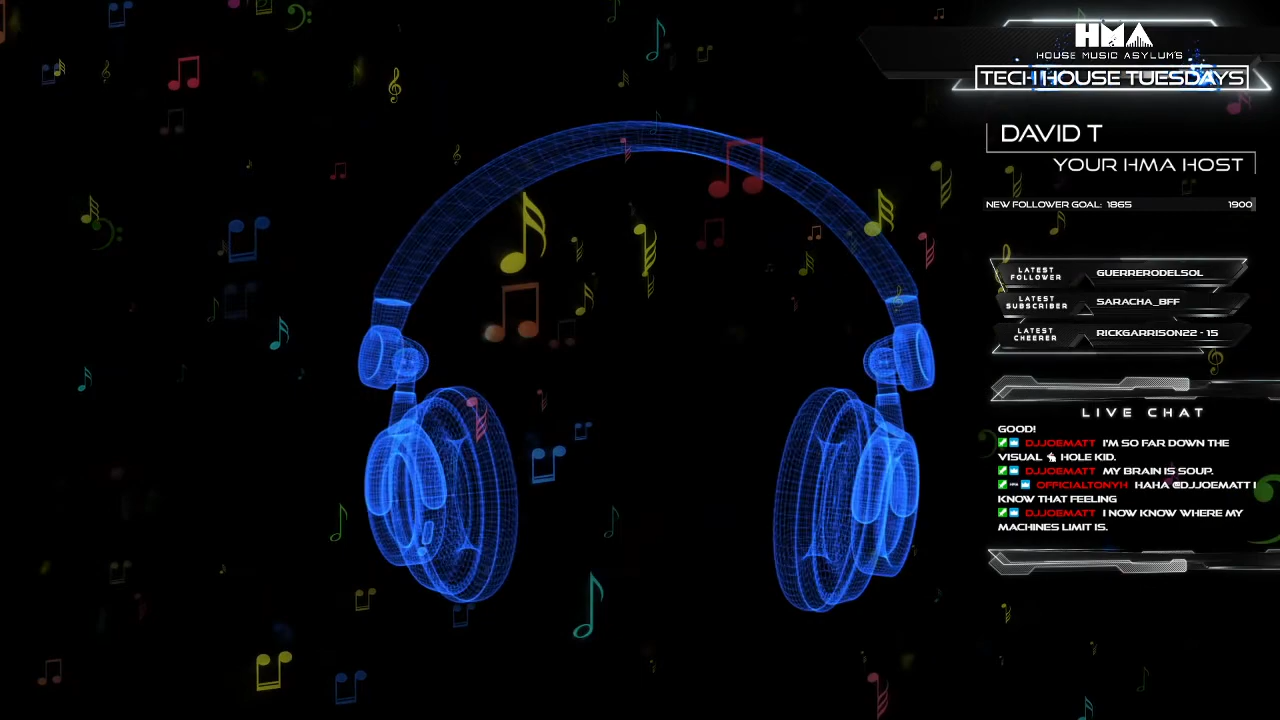 HMA
HOUSE MUSIC ASYLUM'S
TECH HOUSE TUESDAYS
DAVID T
YOUR HMA HOST
NEW FOLLOWER GOAL: 1865 1900
LATEST FOLLOWER GUERRERODELSOL
LATEST SUBSCRIBER SARACHA_BFF
LATEST CHEERER RICKGARRISON22 - 15
LIVE CHAT
GOOD!
DJJOEMATT I'M SO FAR DOWN THE
VISUAL HOLE KID.
DJJOEMATT MY BRAIN IS SOUP.
OFFICIALTONYH HAHA @DJJOEMATT I
KNOW THAT FEELING
DJJOEMATT I NOW KNOW WHERE MY
MACHINES LIMIT IS.